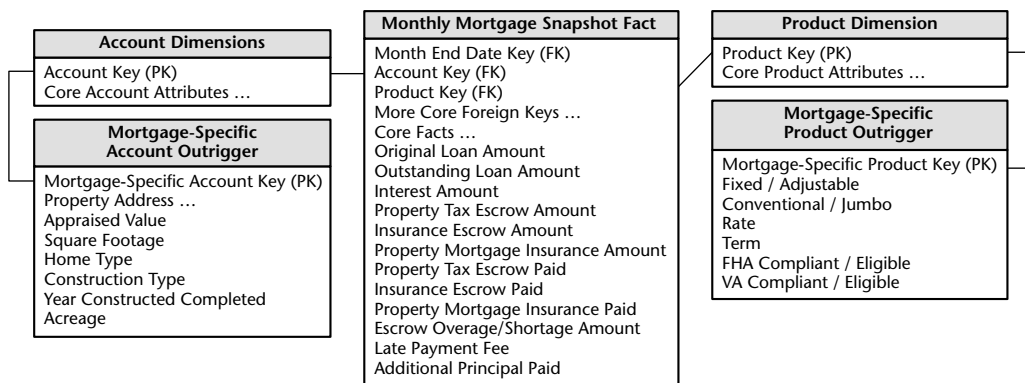 Account Dimensions
Account Key (PK)
Core Account Attributes …
Mortgage-Specific
Account Outrigger
Mortgage-Specific Account Key (PK)
Property Address …
Appraised Value
Square Footage
Home Type
Construction Type
Year Constructed Completed
Acreage
Monthly Mortgage Snapshot Fact
Month End Date Key (FK)
Account Key (FK)
Product Key (FK)
More Core Foreign Keys …
Core Facts …
Original Loan Amount
Outstanding Loan Amount
Interest Amount
Property Tax Escrow Amount
Insurance Escrow Amount
Property Mortgage Insurance Amount
Property Tax Escrow Paid
Insurance Escrow Paid
Property Mortgage Insurance Paid
Escrow Overage/Shortage Amount
Late Payment Fee
Additional Principal Paid
Product Dimension
Product Key (PK)
Core Product Attributes …
Mortgage-Specific
Product Outrigger
Mortgage-Specific Product Key (PK)
Fixed / Adjustable
Conventional / Jumbo
Rate
Term
FHA Compliant / Eligible
VA Compliant / Eligible